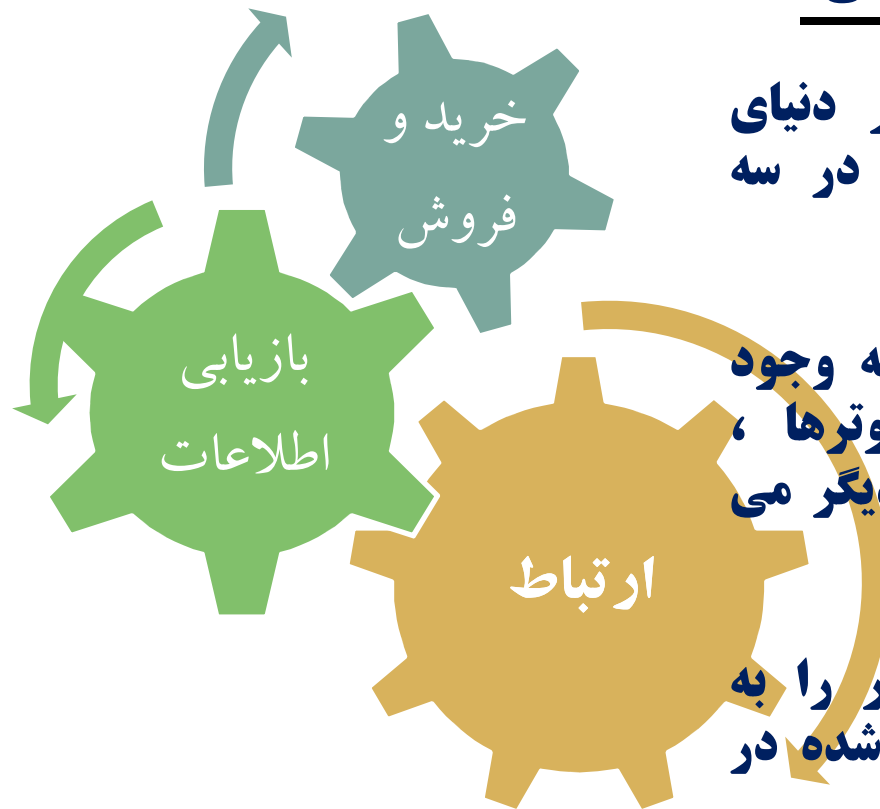 دنیای
در سه
خرید و
فروش
بازیابی
اطلاعات
ه وجود
وترها ،
یگر می
ارتباط
ر را به
شده در